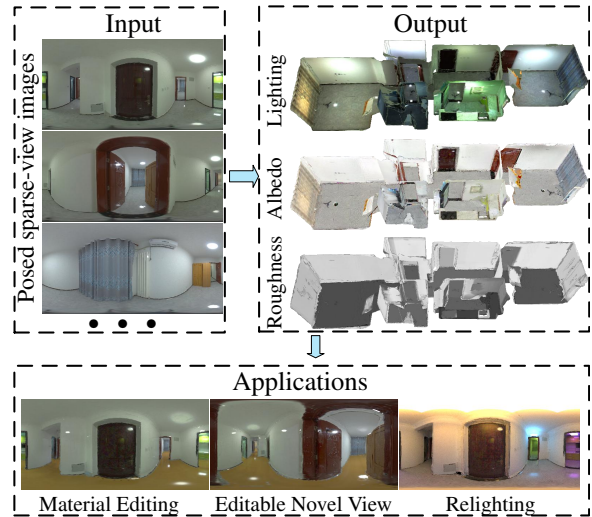 Input
Output
Posed sparse-view images
Lighting
Albedo
Roughness
Applications
Material Editing
Editable Novel View
Relighting